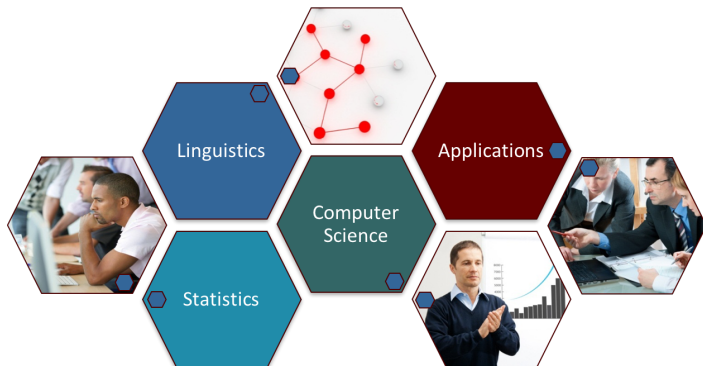 Linguistics
Applications
Computer
Science
Statistics